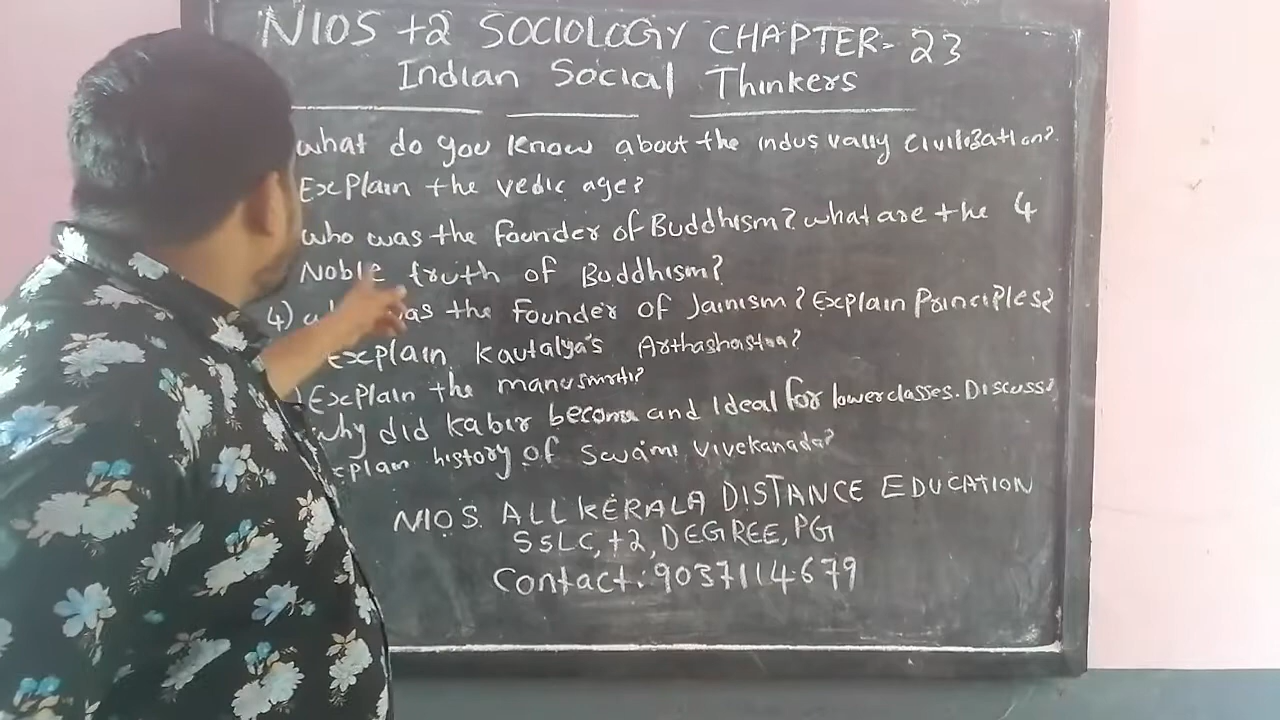 NIOS +2 SOCIOLOGY CHAPTER- 23
Indian Social Thinkers
what do you know about the indus vally civilization?
Explain the vedic age?
who was the founder of Buddhism? what are the 4
Noble truth of Buddhism?
4) was the founder of Jainism? Explain Principles?
Explain Kautalya's Arthashastra?
Explain the manusmrti?
why did kabir become and Ideal for lowerclasses. Discuss?
xplain history of Swami Vivekanada?
NIOS. ALL KERALA DISTANCE EDUCATION
SSLC, +2, DEGREE, PG
Contact: 9037114679